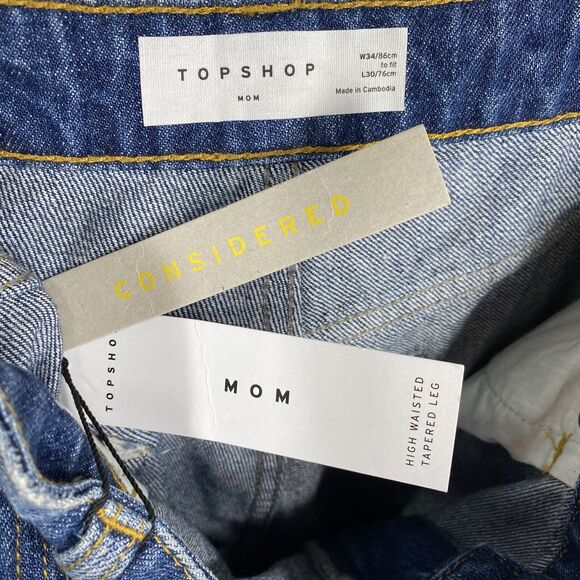 TOPSHOP
MOM
W34/86cm
to fit
L30/76cm
Made in Cambodia
CONSIDERED
TOPSHOP
MOM
HIGH WAISTED
TAPERED LEG